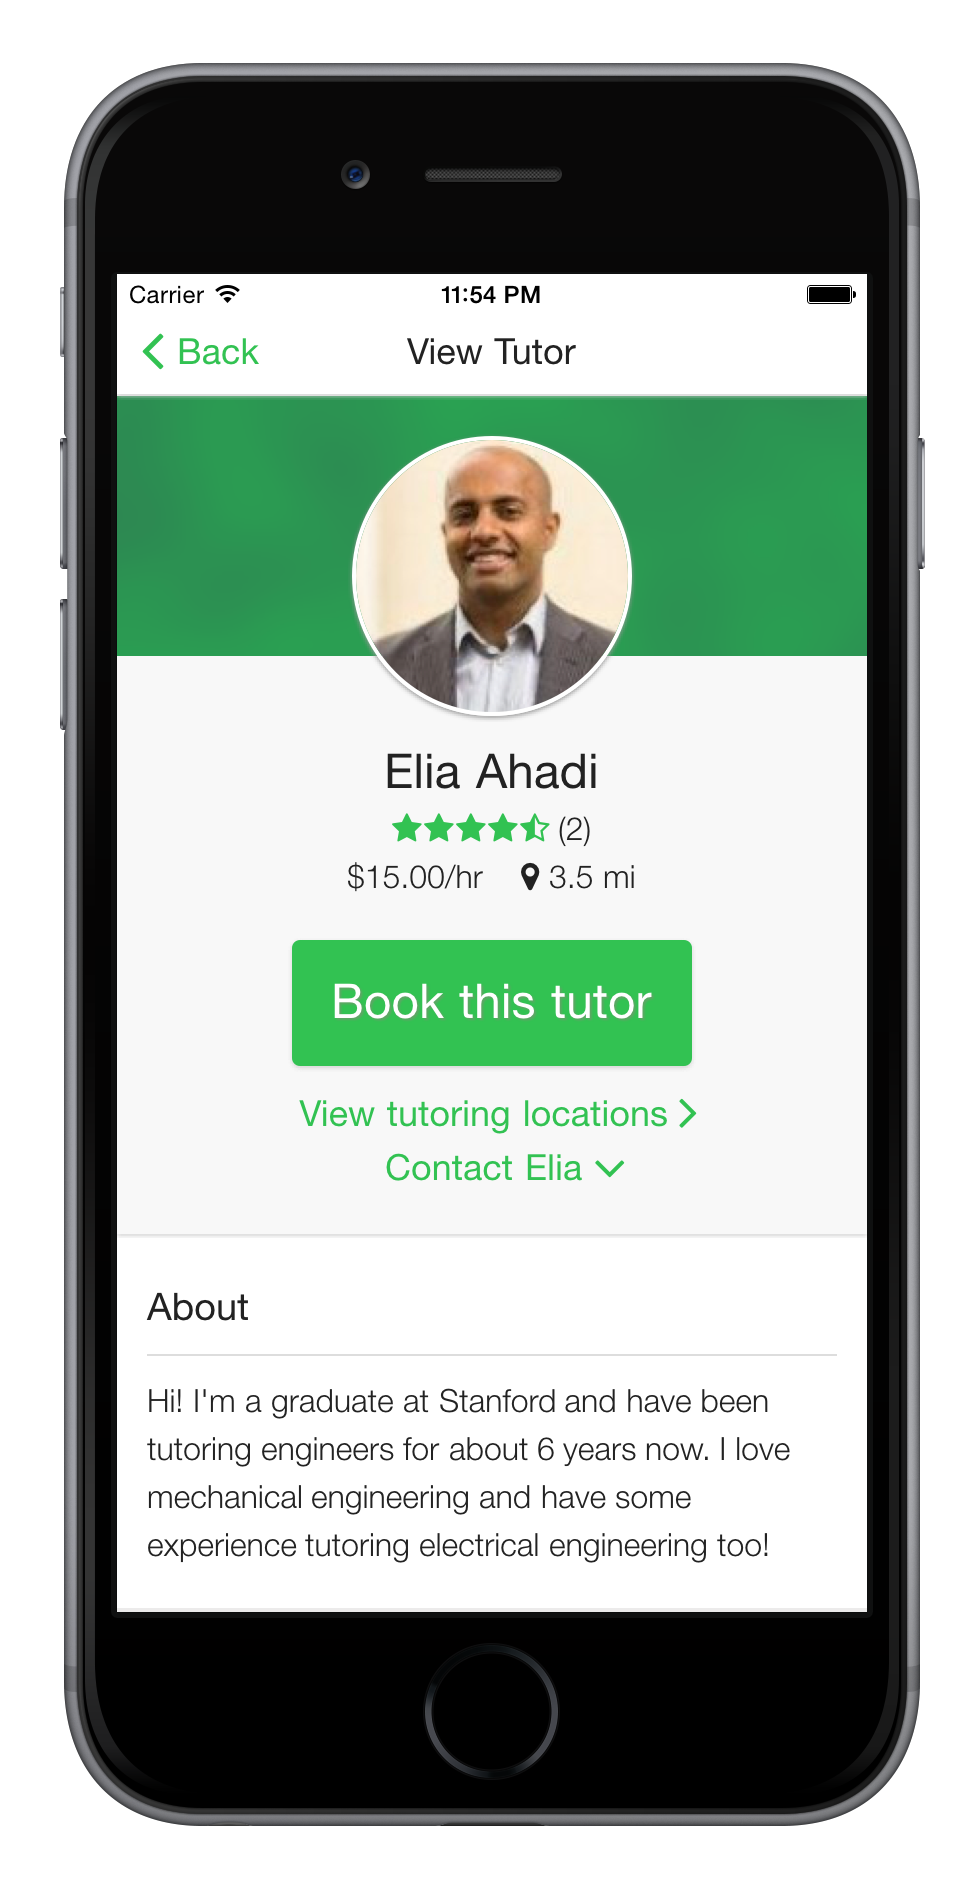 Carrier 11:54 PM
Back View Tutor
Elia Ahadi
(2)
$15.00/hr 3.5 mi
Book this tutor
View tutoring locations
Contact Elia
About
Hi! I'm a graduate at Stanford and have been
tutoring engineers for about 6 years now. I love
mechanical engineering and have some
experience tutoring electrical engineering too!